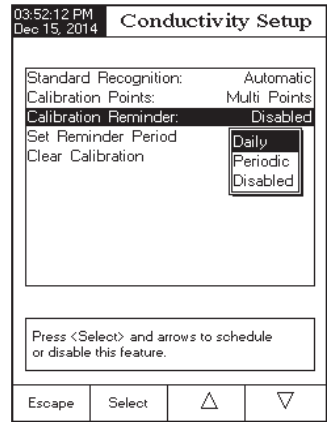 03:52:12 PM
Dec 15, 2014
Conductivity Setup
Standard Recognition: Automatic
Calibration Points: Multi Points
Calibration Reminder: Disabled
Set Reminder Period
Clear Calibration
Daily
Periodic
Disabled
Press <Select> and arrows to schedule
or disable this feature.
Escape Select △ ▽